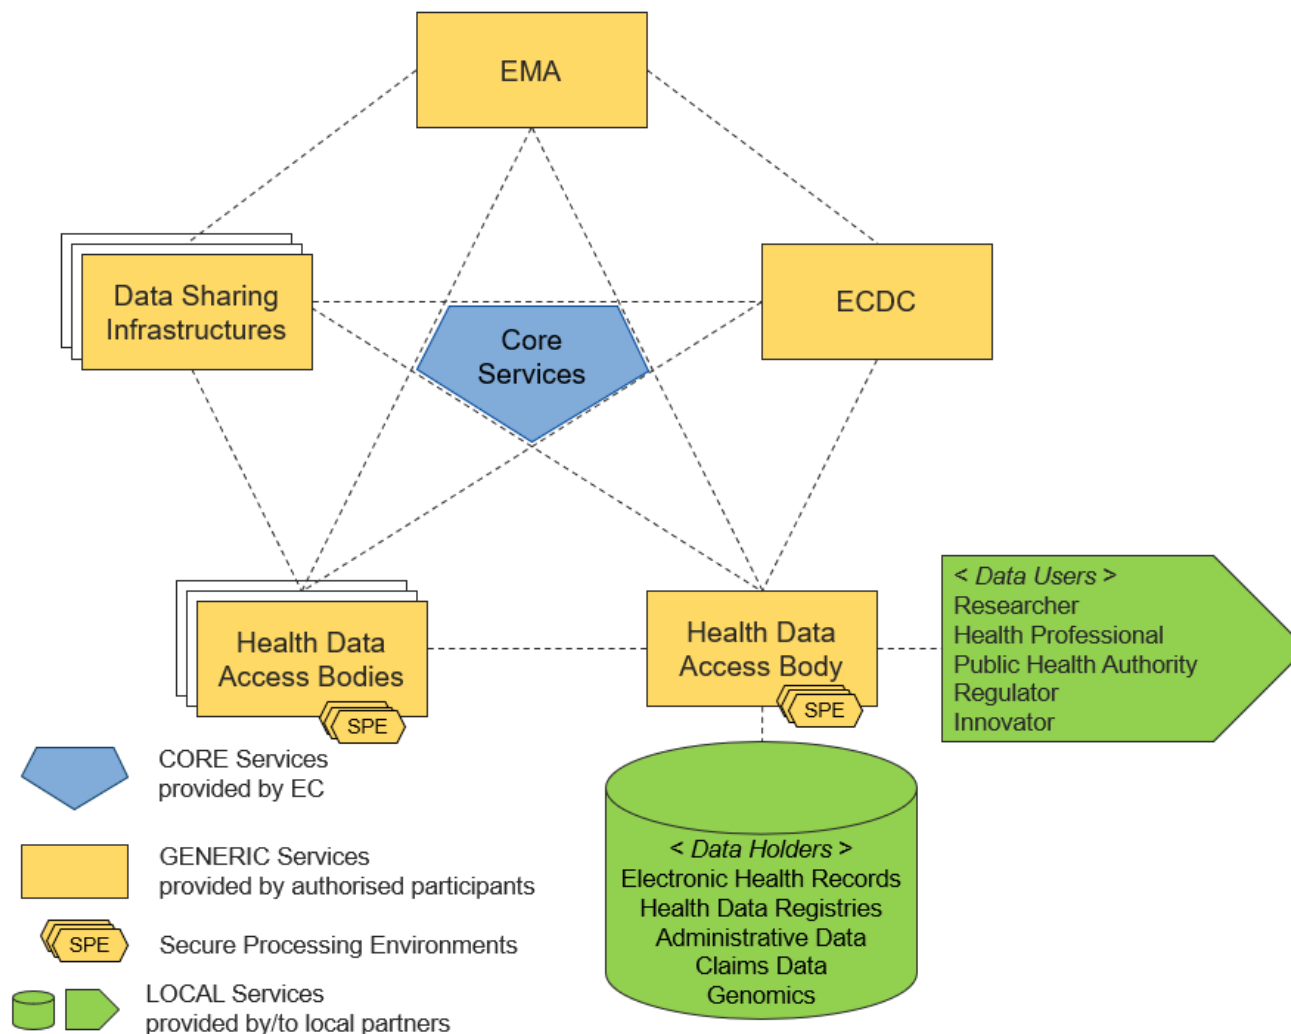 EMA
Data Sharing
Infrastructures
ECDC
Core
Services
Health Data
Access Bodies
SPE
Health Data
Access Body
SPE
< Data Users >
Researcher
Health Professional
Public Health Authority
Regulator
Innovator
< Data Holders >
Electronic Health Records
Health Data Registries
Administrative Data
Claims Data
Genomics
CORE Services
provided by EC
GENERIC Services
provided by authorised participants
SPE
Secure Processing Environments
LOCAL Services
provided by/to local partners